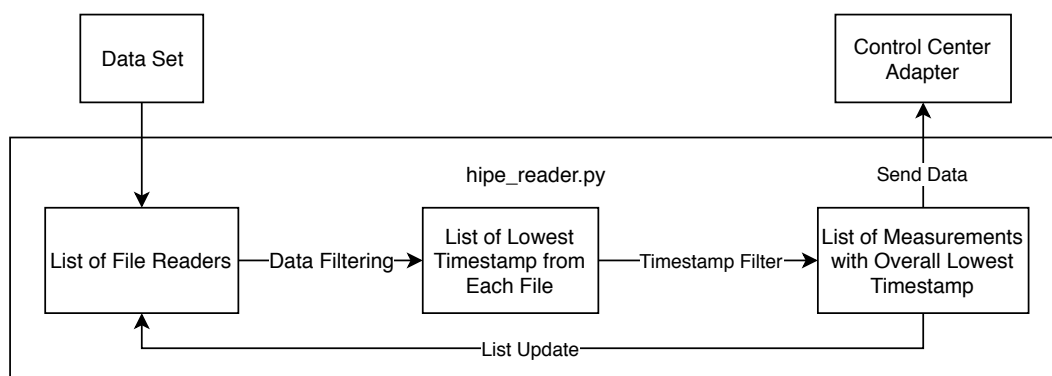 Data Set
Control Center
Adapter
hipe_reader.py
Send Data
List of File Readers
Data Filtering
List of Lowest
Timestamp from
Each File
Timestamp Filter
List of Measurements
with Overall Lowest
Timestamp
List Update